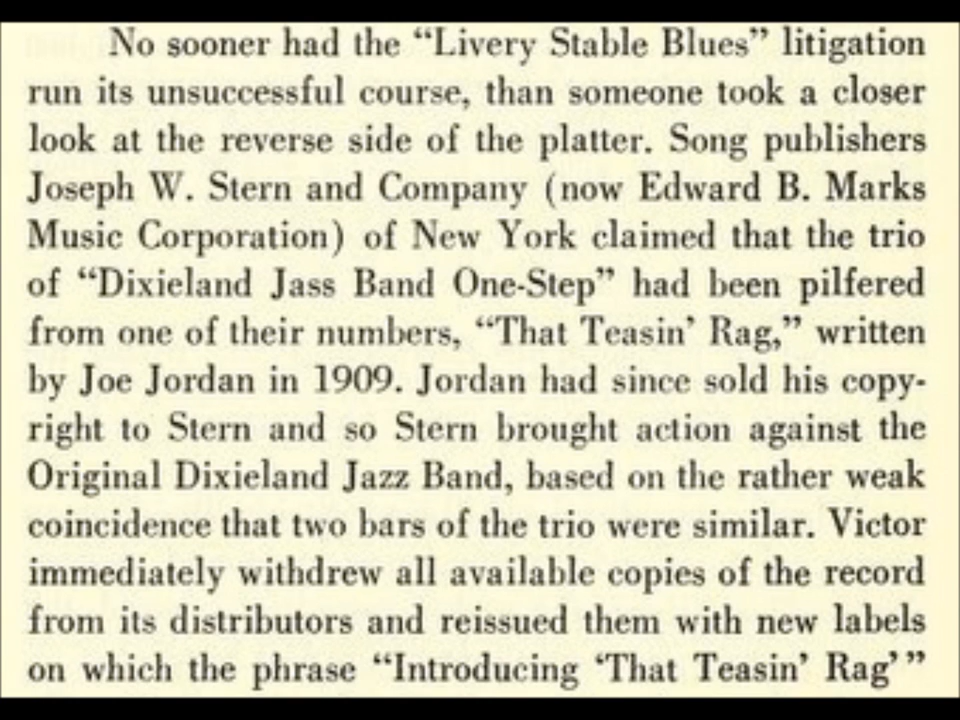 No sooner had the “Livery Stable Blues” litigation
run its unsuccessful course, than someone took a closer
look at the reverse side of the platter. Song publishers
Joseph W. Stern and Company (now Edward B. Marks
Music Corporation) of New York claimed that the trio
of “Dixieland Jass Band One-Step” had been pilfered
from one of their numbers, “That Teasin’ Rag,” written
by Joe Jordan in 1909. Jordan had since sold his copy-
right to Stern and so Stern brought action against the
Original Dixieland Jazz Band, based on the rather weak
coincidence that two bars of the trio were similar. Victor
immediately withdrew all available copies of the record
from its distributors and reissued them with new labels
on which the phrase “Introducing ‘That Teasin’ Rag’”